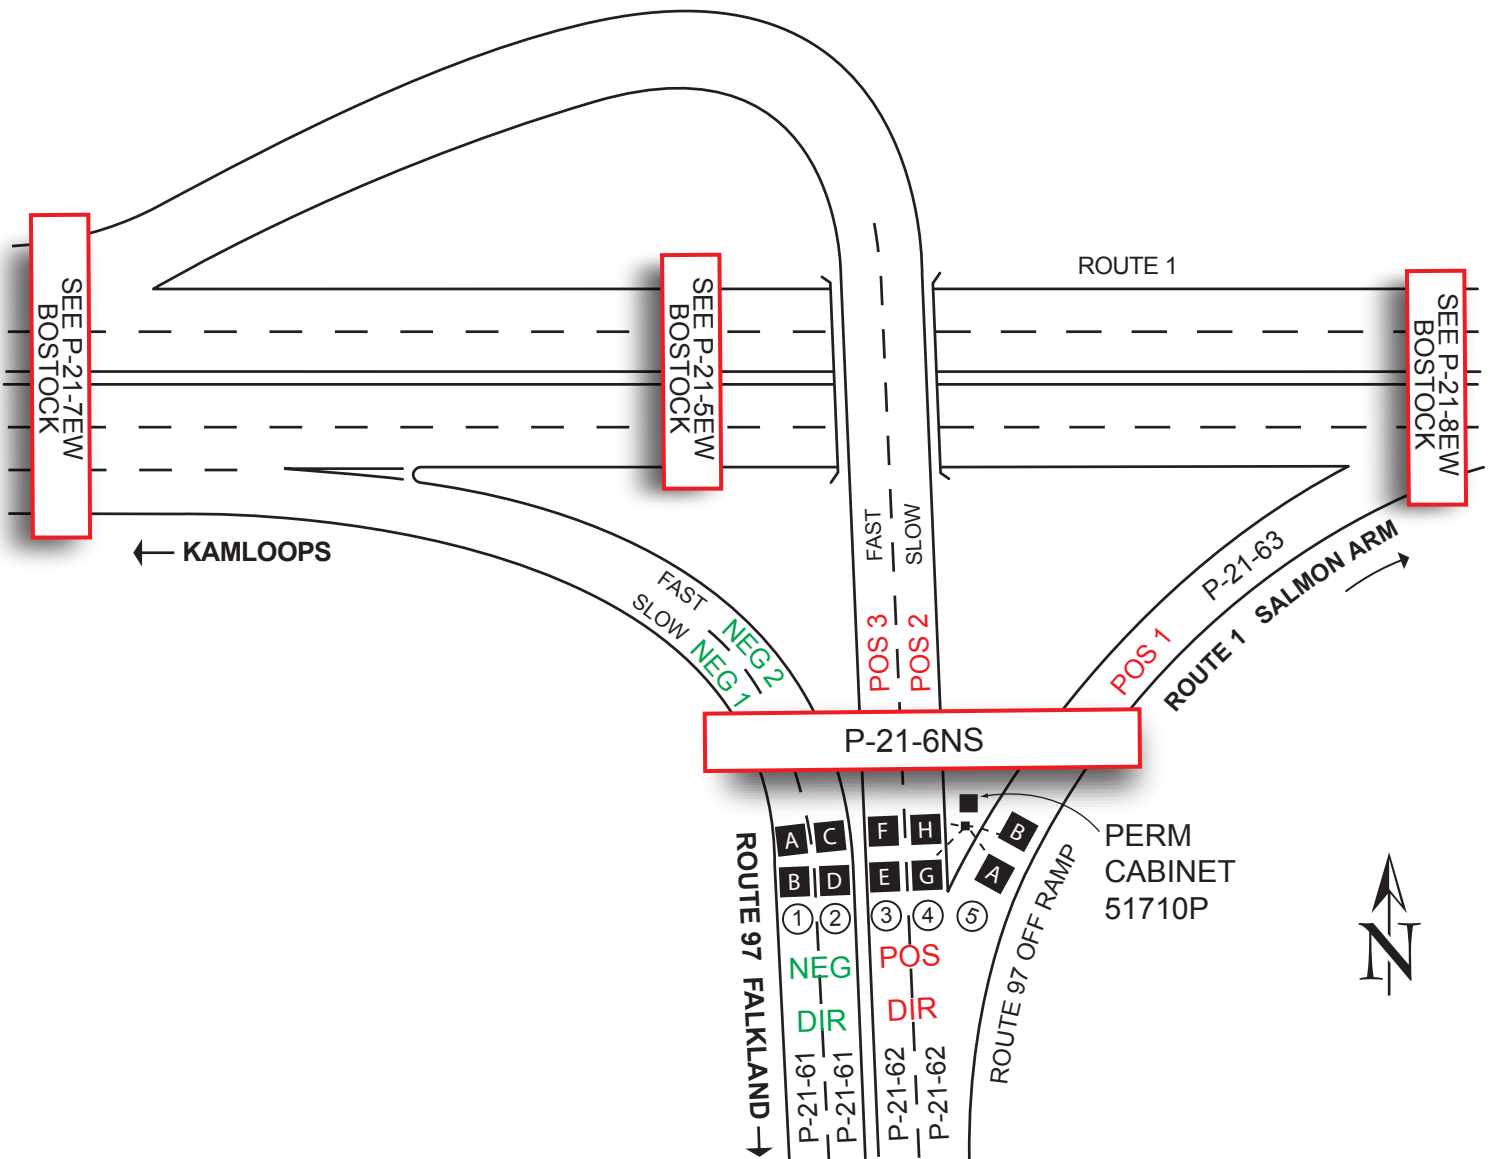 ROUTE 1
SEE P-21-7EW
BOSTOCK
SEE P-21-5EW
BOSTOCK
SEE P-21-8EW
BOSTOCK
KAMLOOPS
FAST
SLOW
NEG 2
NEG 1
FAST
SLOW
POS 3
POS 2
P-21-63
POS 1
ROUTE 1 SALMON ARM
P-21-6NS
A
C
B
D
F
H
E
G
B
A
1
2
3
4
5
PERM
CABINET
51710P
ROUTE 97 FALKLAND
NEG
DIR
POS
DIR
ROUTE 97 OFF RAMP
P-21-61
P-21-61
P-21-62
P-21-62
N